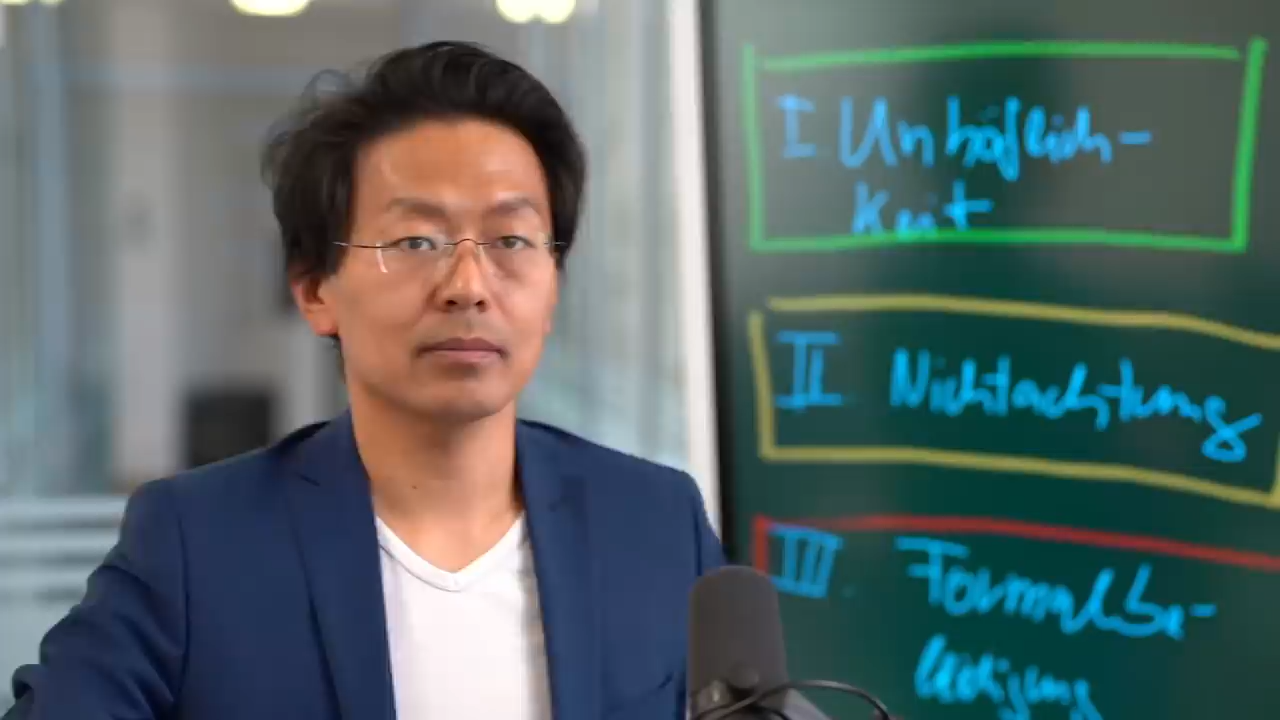 I Unhöflich-
keit
II Nichtachtung
III. Formalbe-
leidigung